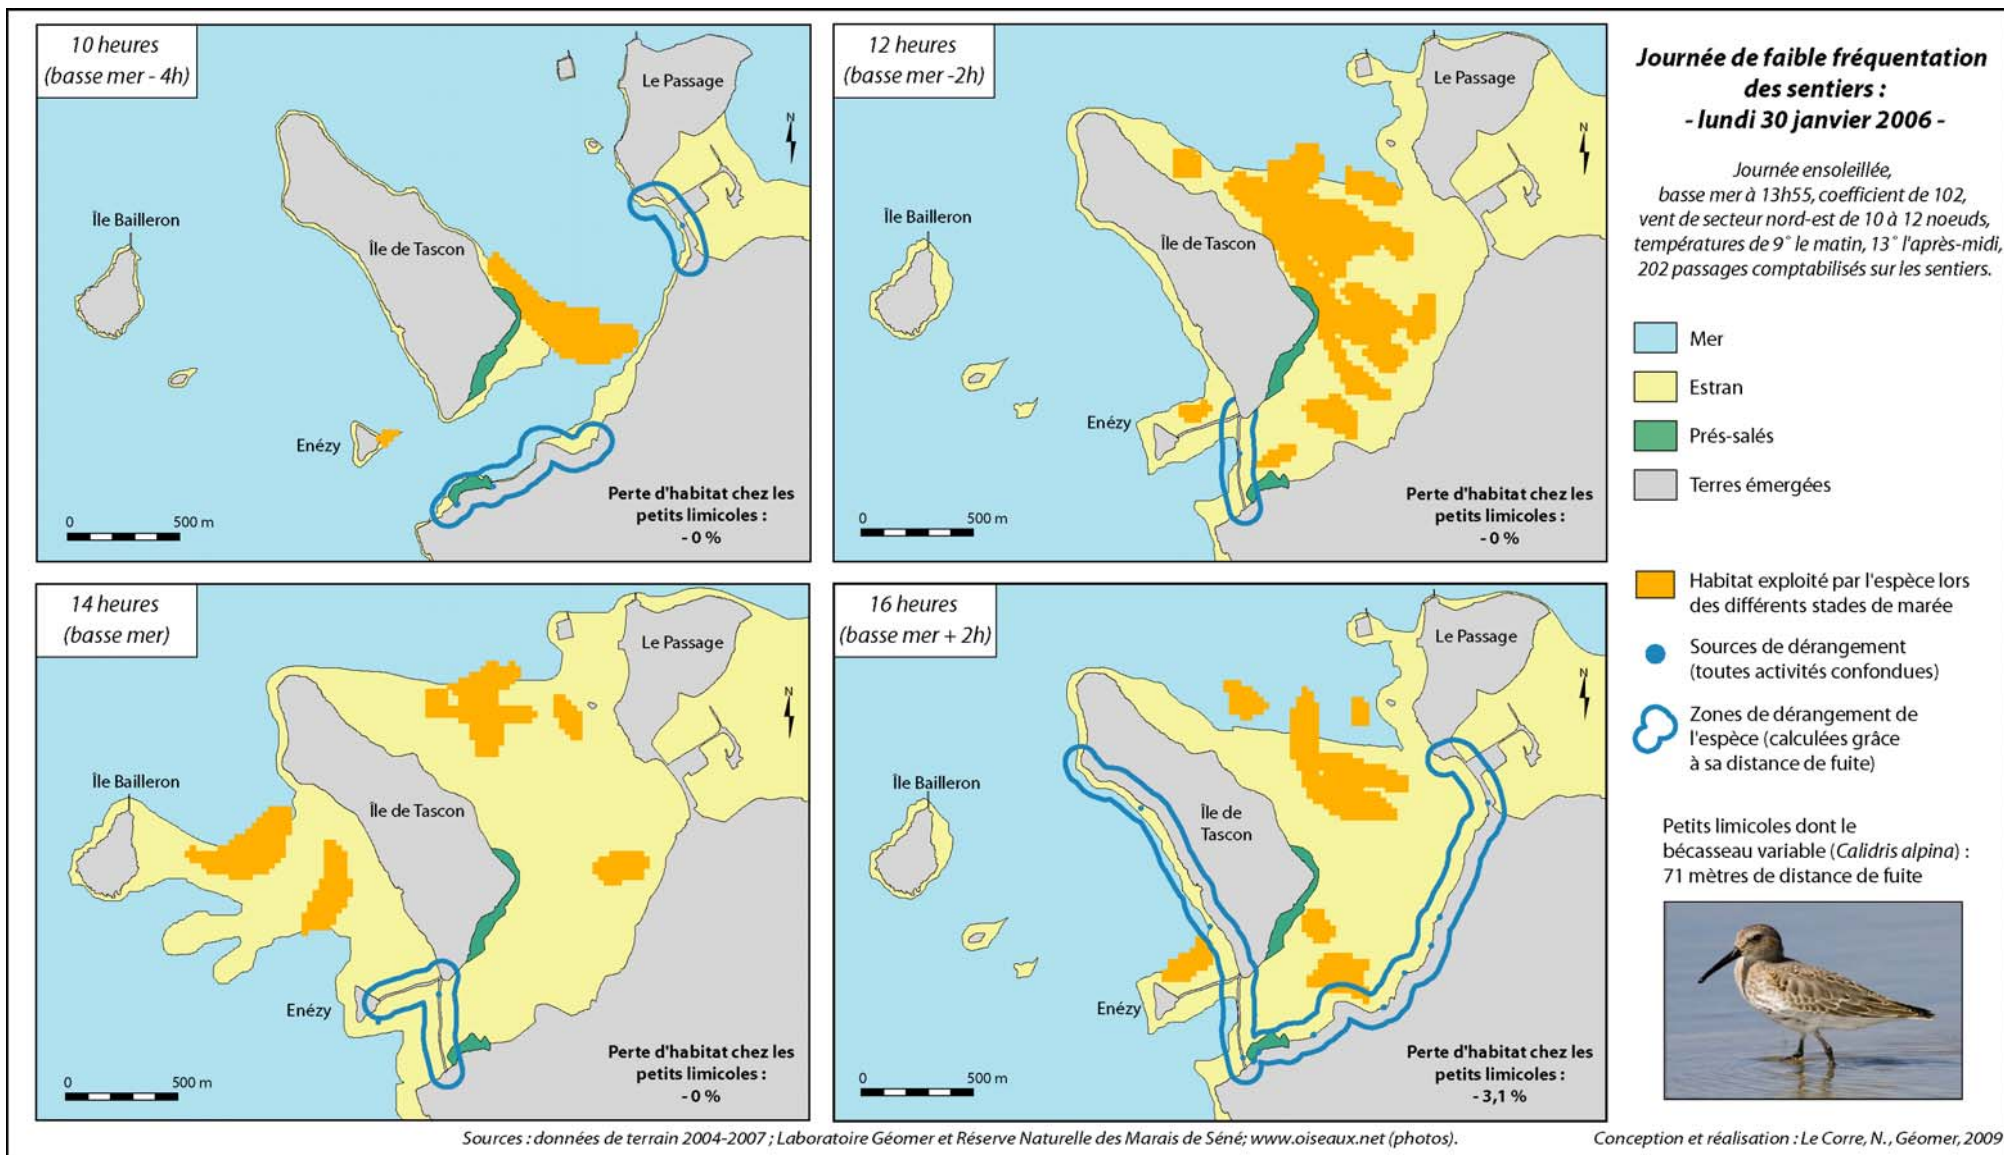 10 heures
(basse mer - 4h)
Le Passage
N
Île Bailleron
Île de Tascon
Enézy
Perte d'habitat chez les
petits limicoles :
- 0 %
0 500 m
12 heures
(basse mer -2h)
Le Passage
N
Île Bailleron
Île de Tascon
Enézy
Perte d'habitat chez les
petits limicoles :
- 0 %
0 500 m
14 heures
(basse mer)
Le Passage
N
Île Bailleron
Île de Tascon
Enézy
Perte d'habitat chez les
petits limicoles :
- 0 %
0 500 m
16 heures
(basse mer + 2h)
Le Passage
N
Île Bailleron
Île de
Tascon
Enézy
Perte d'habitat chez les
petits limicoles :
- 3,1 %
0 500 m
Journée de faible fréquentation
des sentiers :
- lundi 30 janvier 2006 -
Journée ensoleillée,
basse mer à 13h55, coefficient de 102,
vent de secteur nord-est de 10 à 12 noeuds,
températures de 9° le matin, 13° l'après-midi,
202 passages comptabilisés sur les sentiers.
Mer
Estran
Prés-salés
Terres émergées
Habitat exploité par l'espèce lors
des différents stades de marée
Sources de dérangement
(toutes activités confondues)
Zones de dérangement de
l'espèce (calculées grâce
à sa distance de fuite)
Petits limicoles dont le
bécasseau variable (Calidris alpina) :
71 mètres de distance de fuite
Sources : données de terrain 2004-2007 ; Laboratoire Géomer et Réserve Naturelle des Marais de Séné; www.oiseaux.net (photos).
Conception et réalisation : Le Corre, N., Géomer, 2009